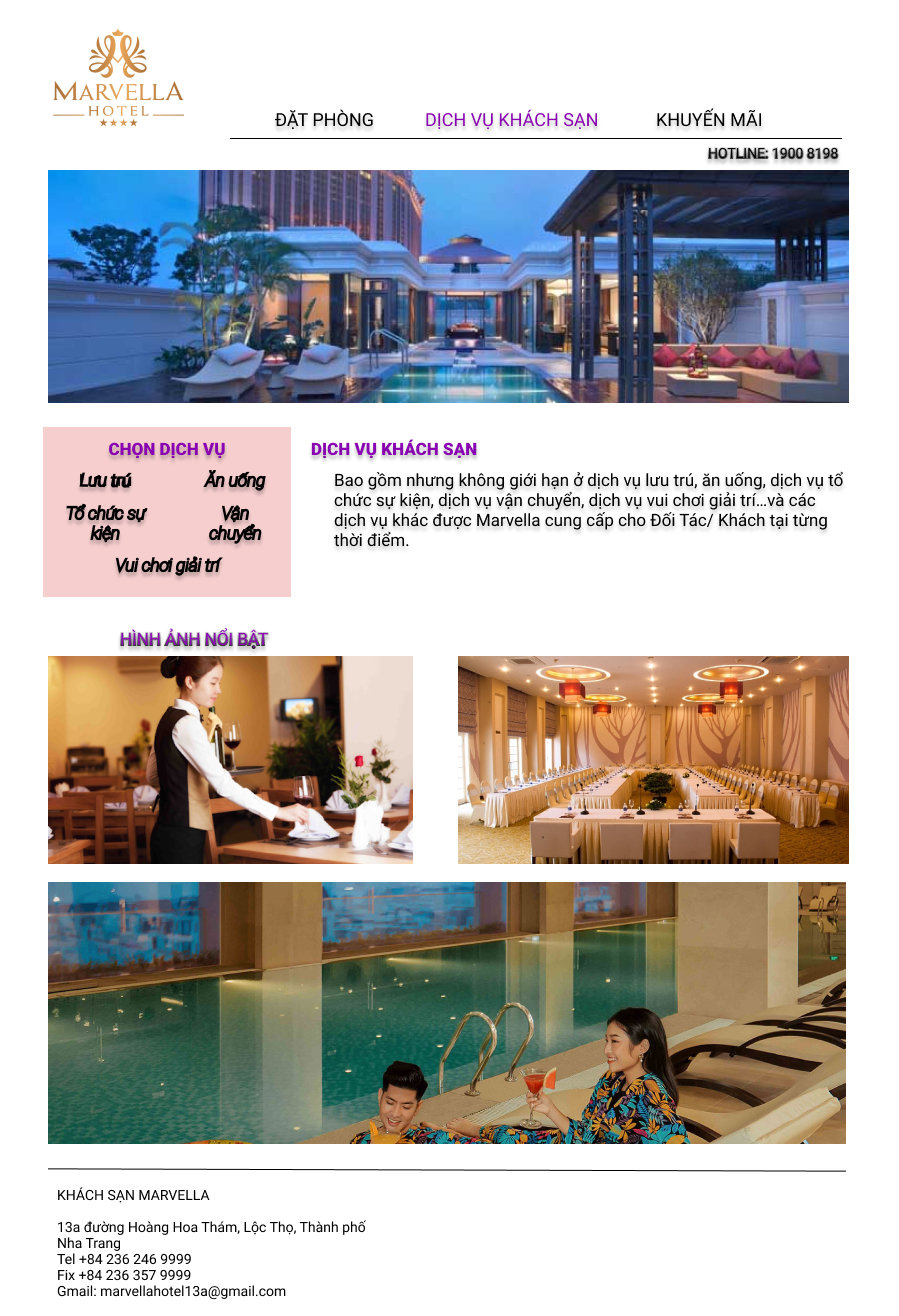 MARVELLA
HOTEL
ĐẶT PHÒNG DỊCH VỤ KHÁCH SẠN KHUYẾN MÃI
HOTLINE: 1900 8198
CHỌN DỊCH VỤ
Lưu trú Ăn uống
Tổ chức sự Vận
kiện chuyển
Vui chơi giải trí
DỊCH VỤ KHÁCH SẠN
Bao gồm nhưng không giới hạn ở dịch vụ lưu trú, ăn uống, dịch vụ tổ
chức sự kiện, dịch vụ vận chuyển, dịch vụ vui chơi giải trí...và các
dịch vụ khác được Marvella cung cấp cho Đối Tác/ Khách tại từng
thời điểm.
HÌNH ẢNH NỔI BẬT
KHÁCH SẠN MARVELLA
13a đường Hoàng Hoa Thám, Lộc Thọ, Thành phố
Nha Trang
Tel +84 236 246 9999
Fix +84 236 357 9999
Gmail: marvellahotel13a@gmail.com